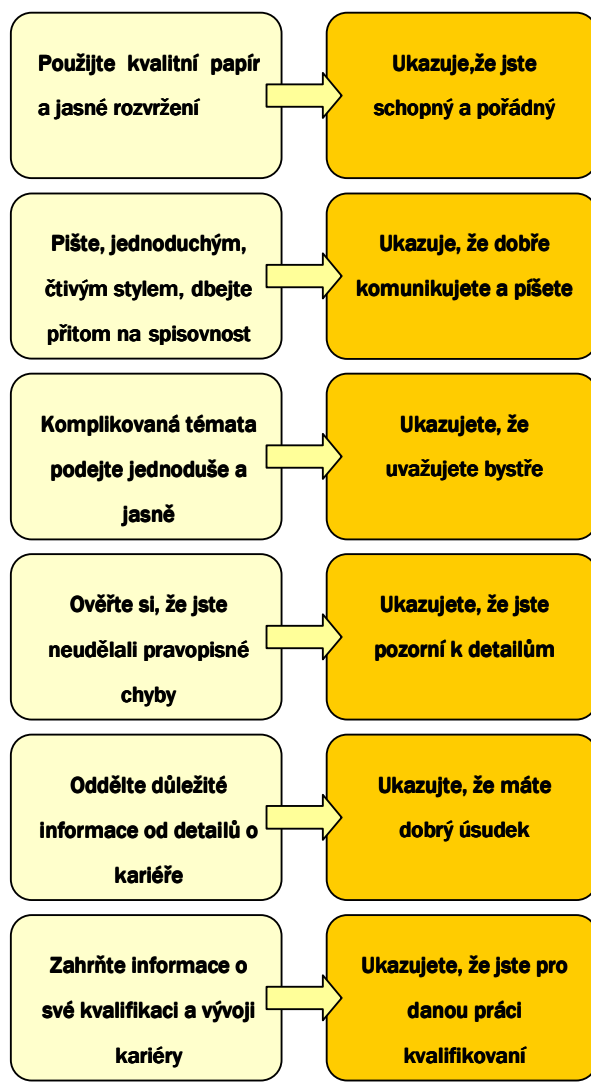 Použijte kvalitní papír
a jasné rozvržení
Ukazuje,že jste
schopný a pořádný
Pište, jednoduchým,
čtivým stylem, dbejte
přitom na spisovnost
Ukazuje, že dobře
komunikujete a píšete
Komplikovaná témata
podejte jednoduše a
jasně
Ukazujete, že
uvažujete bystře
Ověřte si, že jste
neudělali pravopisné
chyby
Ukazujete, že jste
pozorní k detailům
Oddělte důležité
informace od detailů o
kariéře
Ukazujte, že máte
dobrý úsudek
Zahrňte informace o
své kvalifikaci a vývoji
kariéry
Ukazujete, že jste pro
danou práci
kvalifikovaní